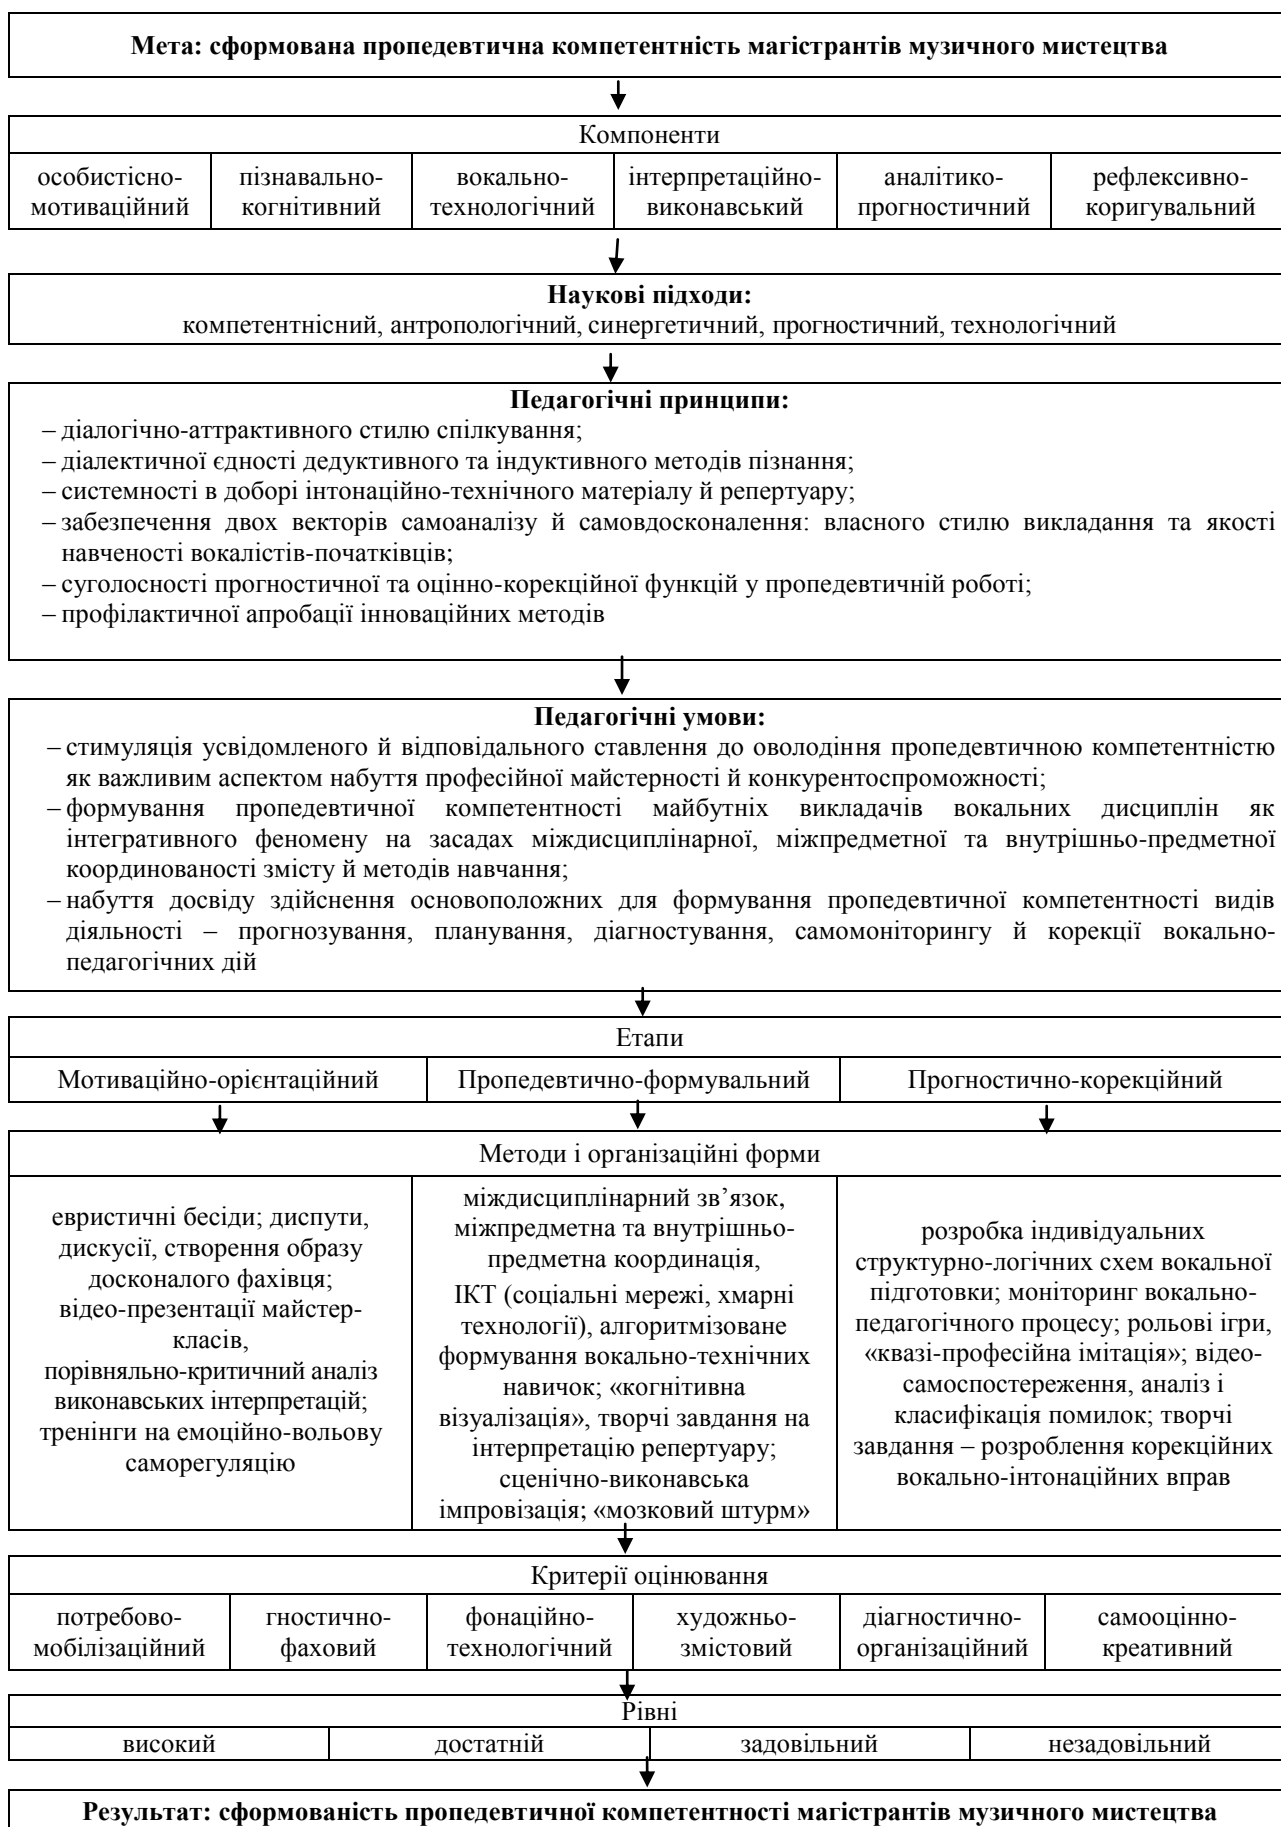 Мета: сформована пропедевтична компетентність магістрантів музичного мистецтва
Компоненти
особистісно-
мотиваційний
пізнавально-
когнітивний
вокально-
технологічний
інтерпретаційно-
виконавський
аналітико-
прогностичний
рефлексивно-
коригувальний
Наукові підходи:
компетентнісний, антропологічний, синергетичний, прогностичний, технологічний
Педагогічні принципи:
– діалогічно-аттрактивного стилю спілкування;
– діалектичної єдності дедуктивного та індуктивного методів пізнання;
– системності в доборі інтонаційно-технічного матеріалу й репертуару;
– забезпечення двох векторів самоаналізу й самовдосконалення: власного стилю викладання та якості
навченості вокалістів-початківців;
– суголосності прогностичної та оцінно-корекційної функцій у пропедевтичній роботі;
– профілактичної апробації інноваційних методів
Педагогічні умови:
– стимуляція усвідомленого й відповідального ставлення до оволодіння пропедевтичною компетентністю
як важливим аспектом набуття професійної майстерності й конкурентоспроможності;
– формування пропедевтичної компетентності майбутніх викладачів вокальних дисциплін як
інтегративного феномену на засадах міждисциплінарної, міжпредметної та внутрішньо-предметної
координованості змісту й методів навчання;
– набуття досвіду здійснення основоположних для формування пропедевтичної компетентності видів
діяльності – прогнозування, планування, діагностування, самомоніторингу й корекції вокально-
педагогічних дій
Етапи
Мотиваційно-орієнтаційний
Пропедевтично-формувальний
Прогностично-корекційний
Методи і організаційні форми
евристичні бесіди; диспути,
дискусії, створення образу
досконалого фахівця;
відео-презентації майстер-
класів,
порівняльно-критичний аналіз
виконавських інтерпретацій;
тренінги на емоційно-вольову
саморегуляцію
міждисциплінарний зв’язок,
міжпредметна та внутрішньо-
предметна координація,
ІКТ (соціальні мережі, хмарні
технології), алгоритмізоване
формування вокально-технічних
навичок; «когнітивна
візуалізація», творчі завдання на
інтерпретацію репертуару;
сценічно-виконавська
імпровізація; «мозковий штурм»
розробка індивідуальних
структурно-логічних схем вокальної
підготовки; моніторинг вокально-
педагогічного процесу; рольові ігри,
«квазі-професійна імітація»; відео-
самоспостереження, аналіз і
класифікація помилок; творчі
завдання – розроблення корекційних
вокально-інтонаційних вправ
Критерії оцінювання
потребово-
мобілізаційний
гностично-
фаховий
фонаційно-
технологічний
художньо-
змістовий
діагностично-
організаційний
самооцінно-
креативний
Рівні
високий
достатній
задовільний
незадовільний
Результат: сформованість пропедевтичної компетентності магістрантів музичного мистецтва